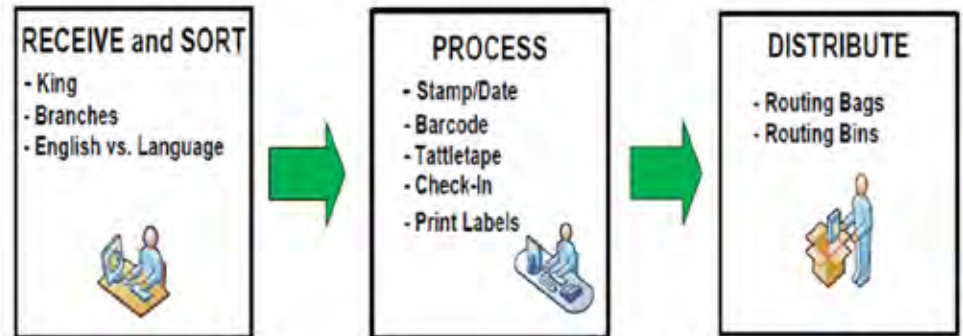 RECEIVE and SORT
- King
- Branches
- English vs. Language
PROCESS
- Stamp/Date
- Barcode
- Tattletape
- Check-In
- Print Labels
DISTRIBUTE
- Routing Bags
- Routing Bins